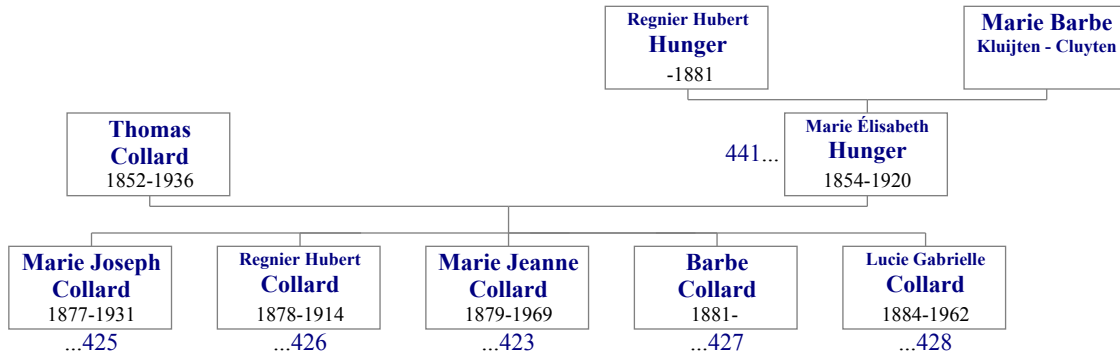 Regnier Hubert
Hunger
-1881
Marie Barbe
Kluijten - Cluyten
Thomas
Collard
1852-1936
441...
Marie Élisabeth
Hunger
1854-1920
Marie Joseph
Collard
1877-1931
...425
Regnier Hubert
Collard
1878-1914
...426
Marie Jeanne
Collard
1879-1969
...423
Barbe
Collard
1881-
...427
Lucie Gabrielle
Collard
1884-1962
...428